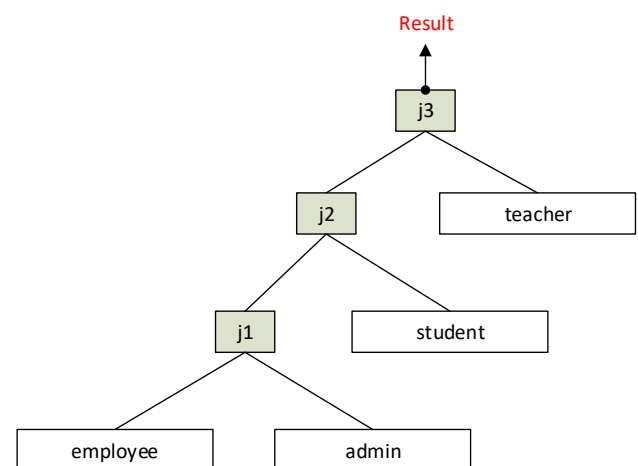 Result
j3
j2
teacher
j1
student
employee
admin